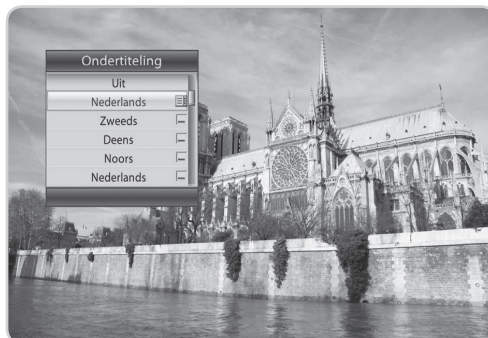 Ondertiteling
Uit
Nederlands
Zweeds
Deens
Noors
Nederlands